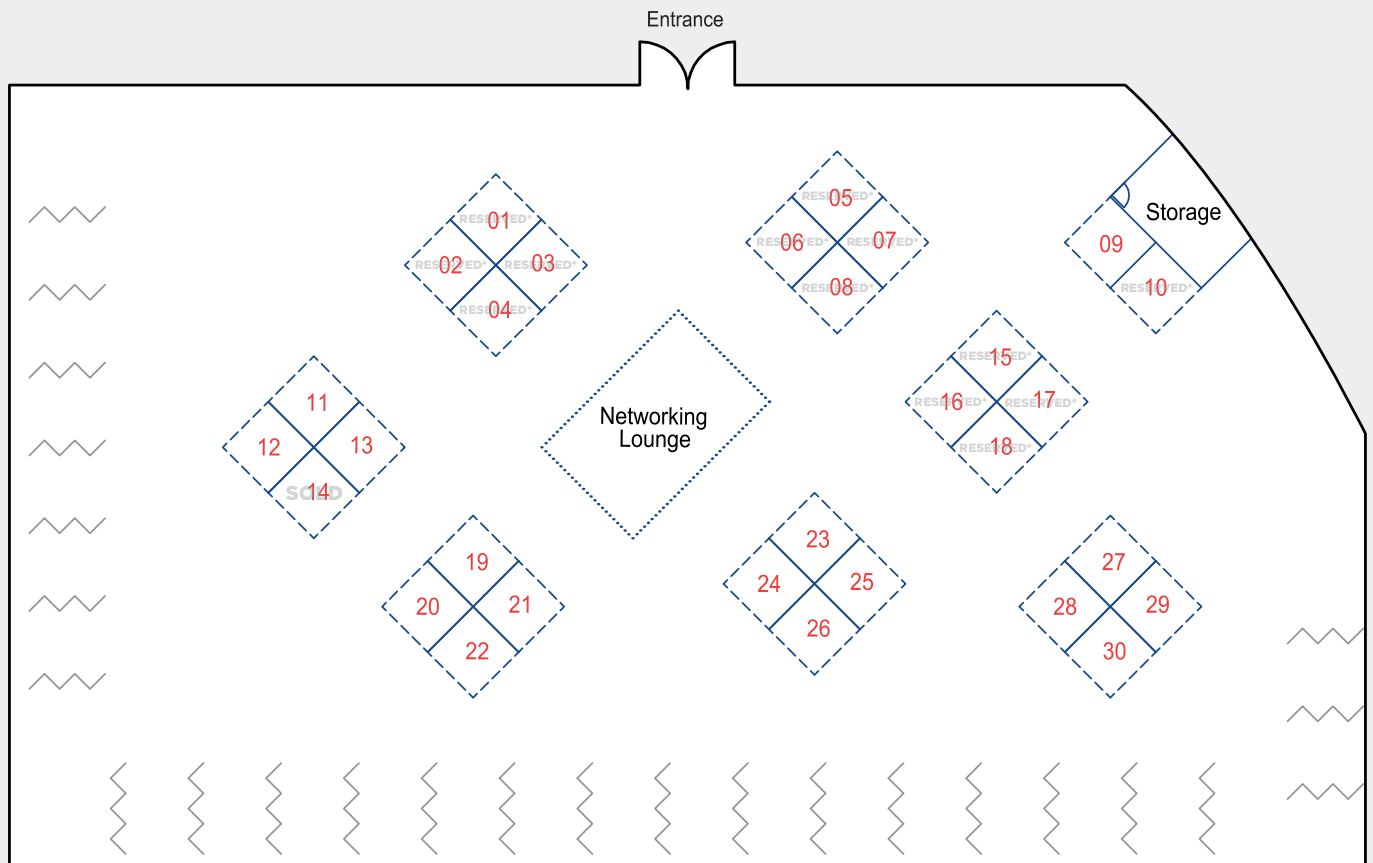 Entrance
RESERVED*
01
RESERVED*
02
RESERVED*
03
RESERVED*
04
RESERVED*
05
RESERVED*
06
RESERVED*
07
RESERVED*
08
Storage
09
RESERVED*
10
11
12
13
SOLD
14
Networking
Lounge
RESERVED*
15
RESERVED*
16
RESERVED*
17
RESERVED*
18
19
20
21
22
23
24
25
26
27
28
29
30